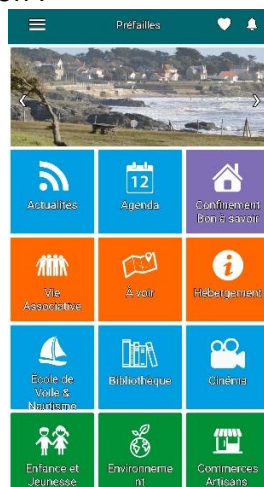 Préfailles
12
Actualités
Agenda
Confinement
Bon à savoir
Vie
Associative
A voir
Hébergement
Ecole de
Voile &
Nautisme
Bibliothèque
Cinéma
Enfance et
Jeunesse
Environneme
nt
Commerces
Artisans